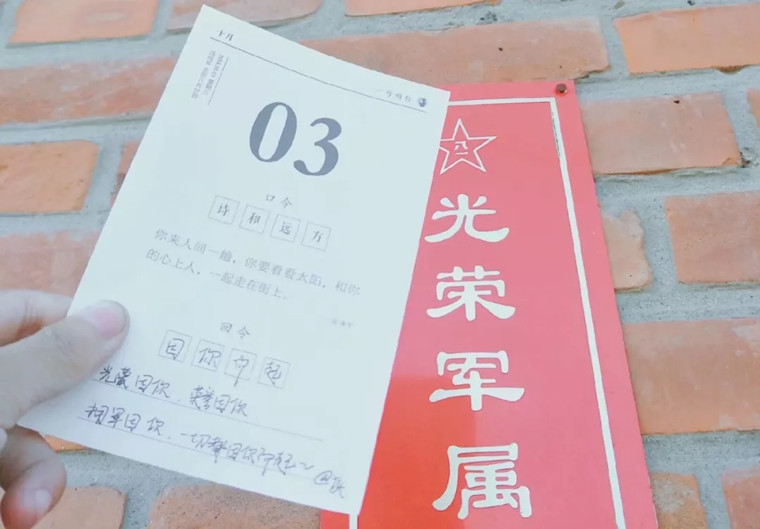 十月
03
口令
诗和远方
你来人间一趟，你要看看太阳，和你
的心上人，一起走在街上。
回令
因你而起
光荣因你，荣誉因你
相军因你，一切都因你而起～
八一
光荣军属